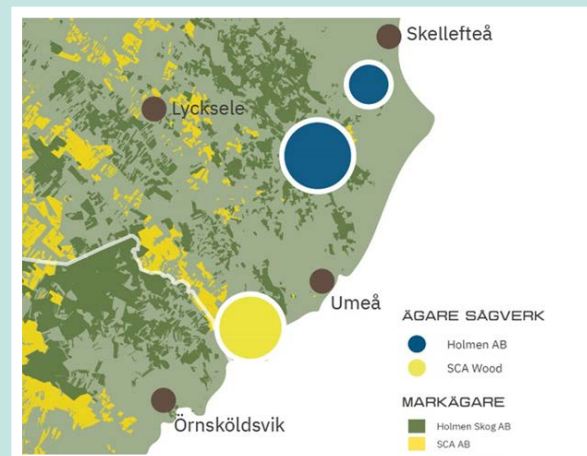 Skellefteå
Lycksele
Umeå
Örnsköldsvik
ÄGARE SÅGVERK
Holmen AB
SCA Wood
MARKÄGARE
Holmen Skog AB
SCA AB